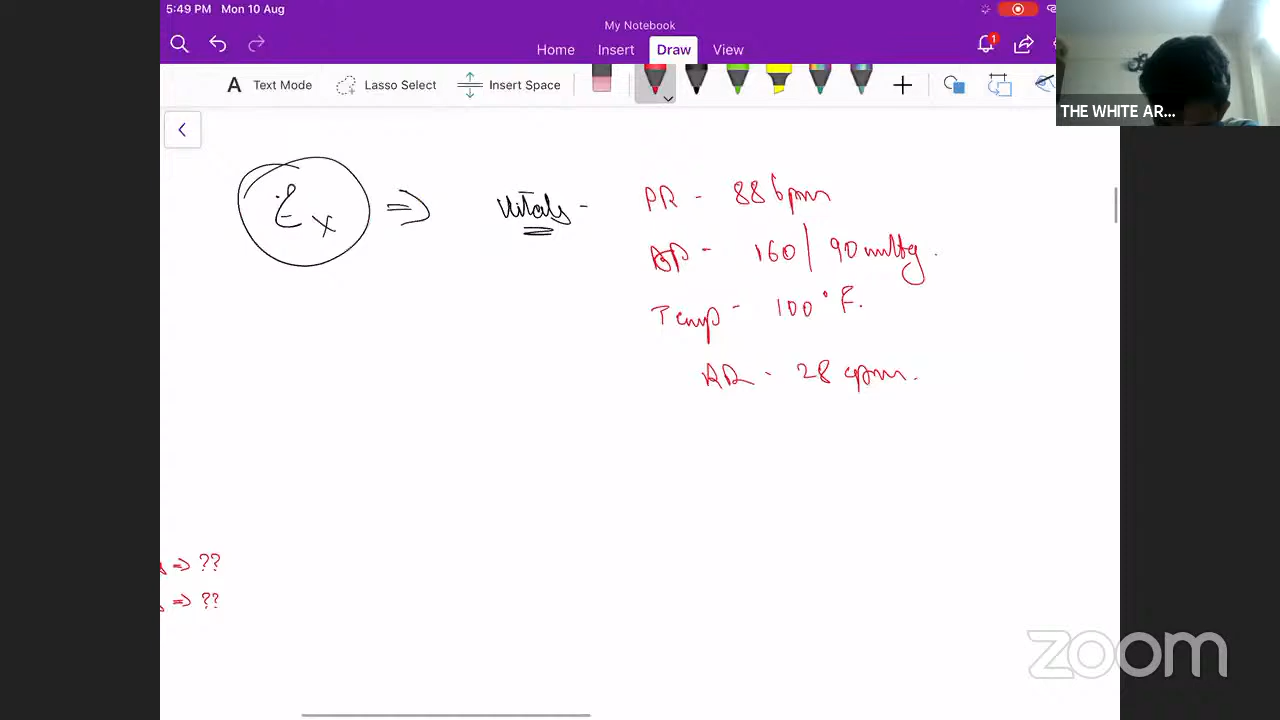 5:49 PM Mon 10 Aug
My Notebook
Home Insert Draw View
1
A Text Mode Lasso Select Insert Space
THE WHITE AR...
Ex ⇒ Vitals - PR - 88 bpm
BP - 160 / 90 mmHg.
Temp - 100°F.
RR - 28 cpm.
⇒ ??
⇒ ??
zoom